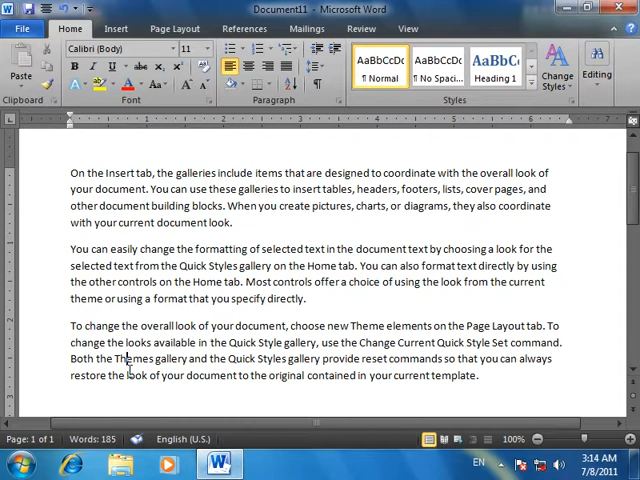 Document11 - Microsoft Word
File Home Insert Page Layout References Mailings Review View
Paste
Calibri (Body) 11
AaBbCcDc AaBbCcDc AaBbC
¶ Normal ¶ No Spaci... Heading 1
Change Styles
Editing
Clipboard Font Paragraph Styles
On the Insert tab, the galleries include items that are designed to coordinate with the overall look of
your document. You can use these galleries to insert tables, headers, footers, lists, cover pages, and
other document building blocks. When you create pictures, charts, or diagrams, they also coordinate
with your current document look.
You can easily change the formatting of selected text in the document text by choosing a look for the
selected text from the Quick Styles gallery on the Home tab. You can also format text directly by using
the other controls on the Home tab. Most controls offer a choice of using the look from the current
theme or using a format that you specify directly.
To change the overall look of your document, choose new Theme elements on the Page Layout tab. To
change the looks available in the Quick Style gallery, use the Change Current Quick Style Set command.
Both the Themes gallery and the Quick Styles gallery provide reset commands so that you can always
restore the look of your document to the original contained in your current template.
Page: 1 of 1 Words: 185 English (U.S.) 100%
EN 3:14 AM
7/8/2011